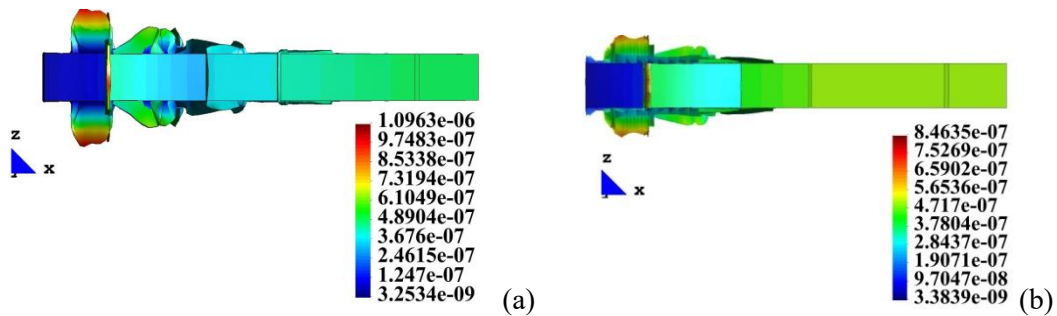 z
x
1.0963e-06
9.7483e-07
8.5338e-07
7.3194e-07
6.1049e-07
4.8904e-07
3.676e-07
2.4615e-07
1.247e-07
3.2534e-09
(a)
z
x
8.4635e-07
7.5269e-07
6.5902e-07
5.6536e-07
4.717e-07
3.7804e-07
2.8437e-07
1.9071e-07
9.7047e-08
3.3839e-09
(b)